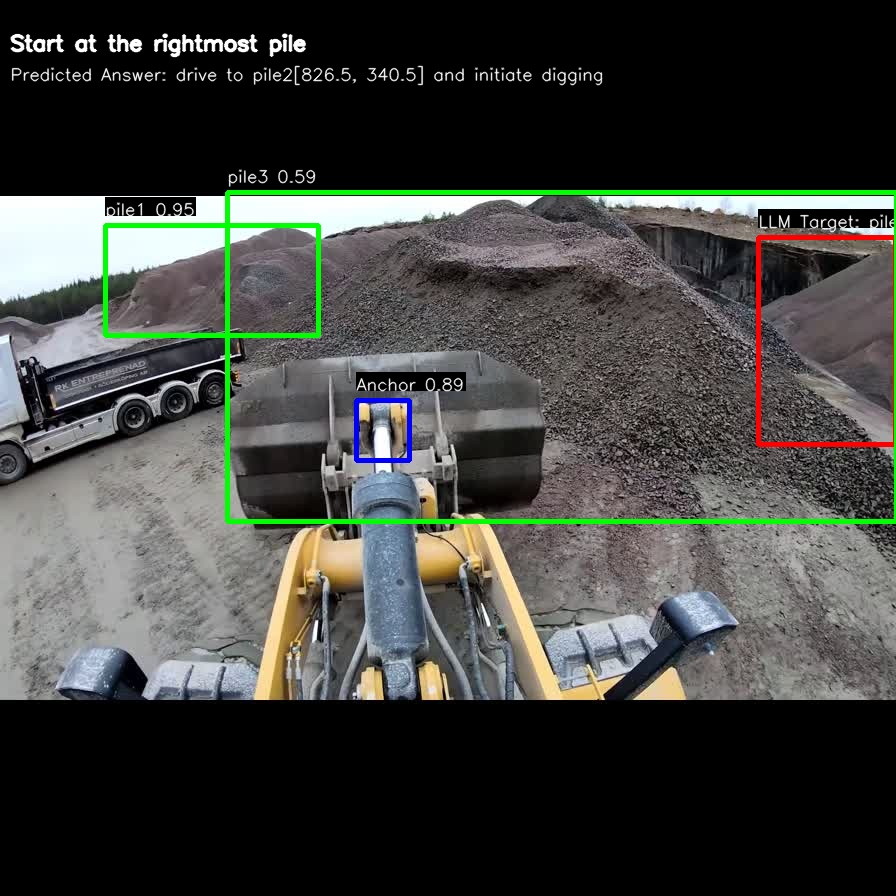 Start at the rightmost pile
Predicted Answer: drive to pile2[826.5, 340.5] and initiate digging
pile3 0.59
pile1 0.95
LLM Target: pile
Anchor 0.89
RK ENTREPRENAD